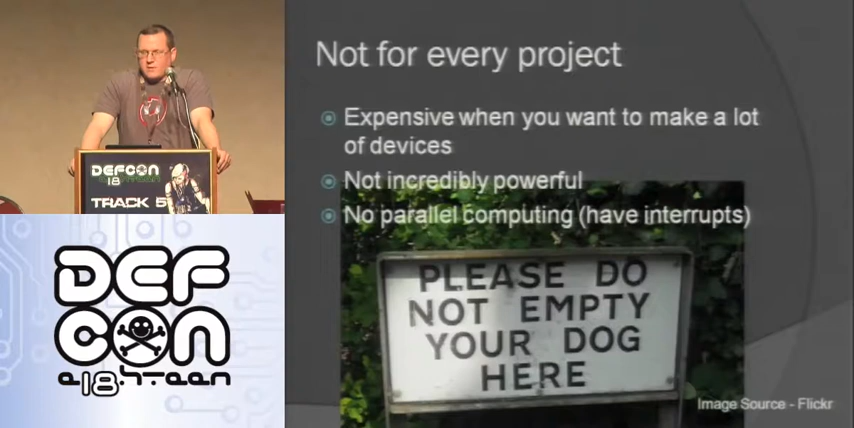 Not for every project
Expensive when you want to make a lot
of devices
Not incredibly powerful
No parallel computing (have interrupts)
PLEASE DO
NOT EMPTY
YOUR DOG
HERE
Image Source - Flickr
DEFCON
18
TRACK 5
DEF
CON
e18hteen